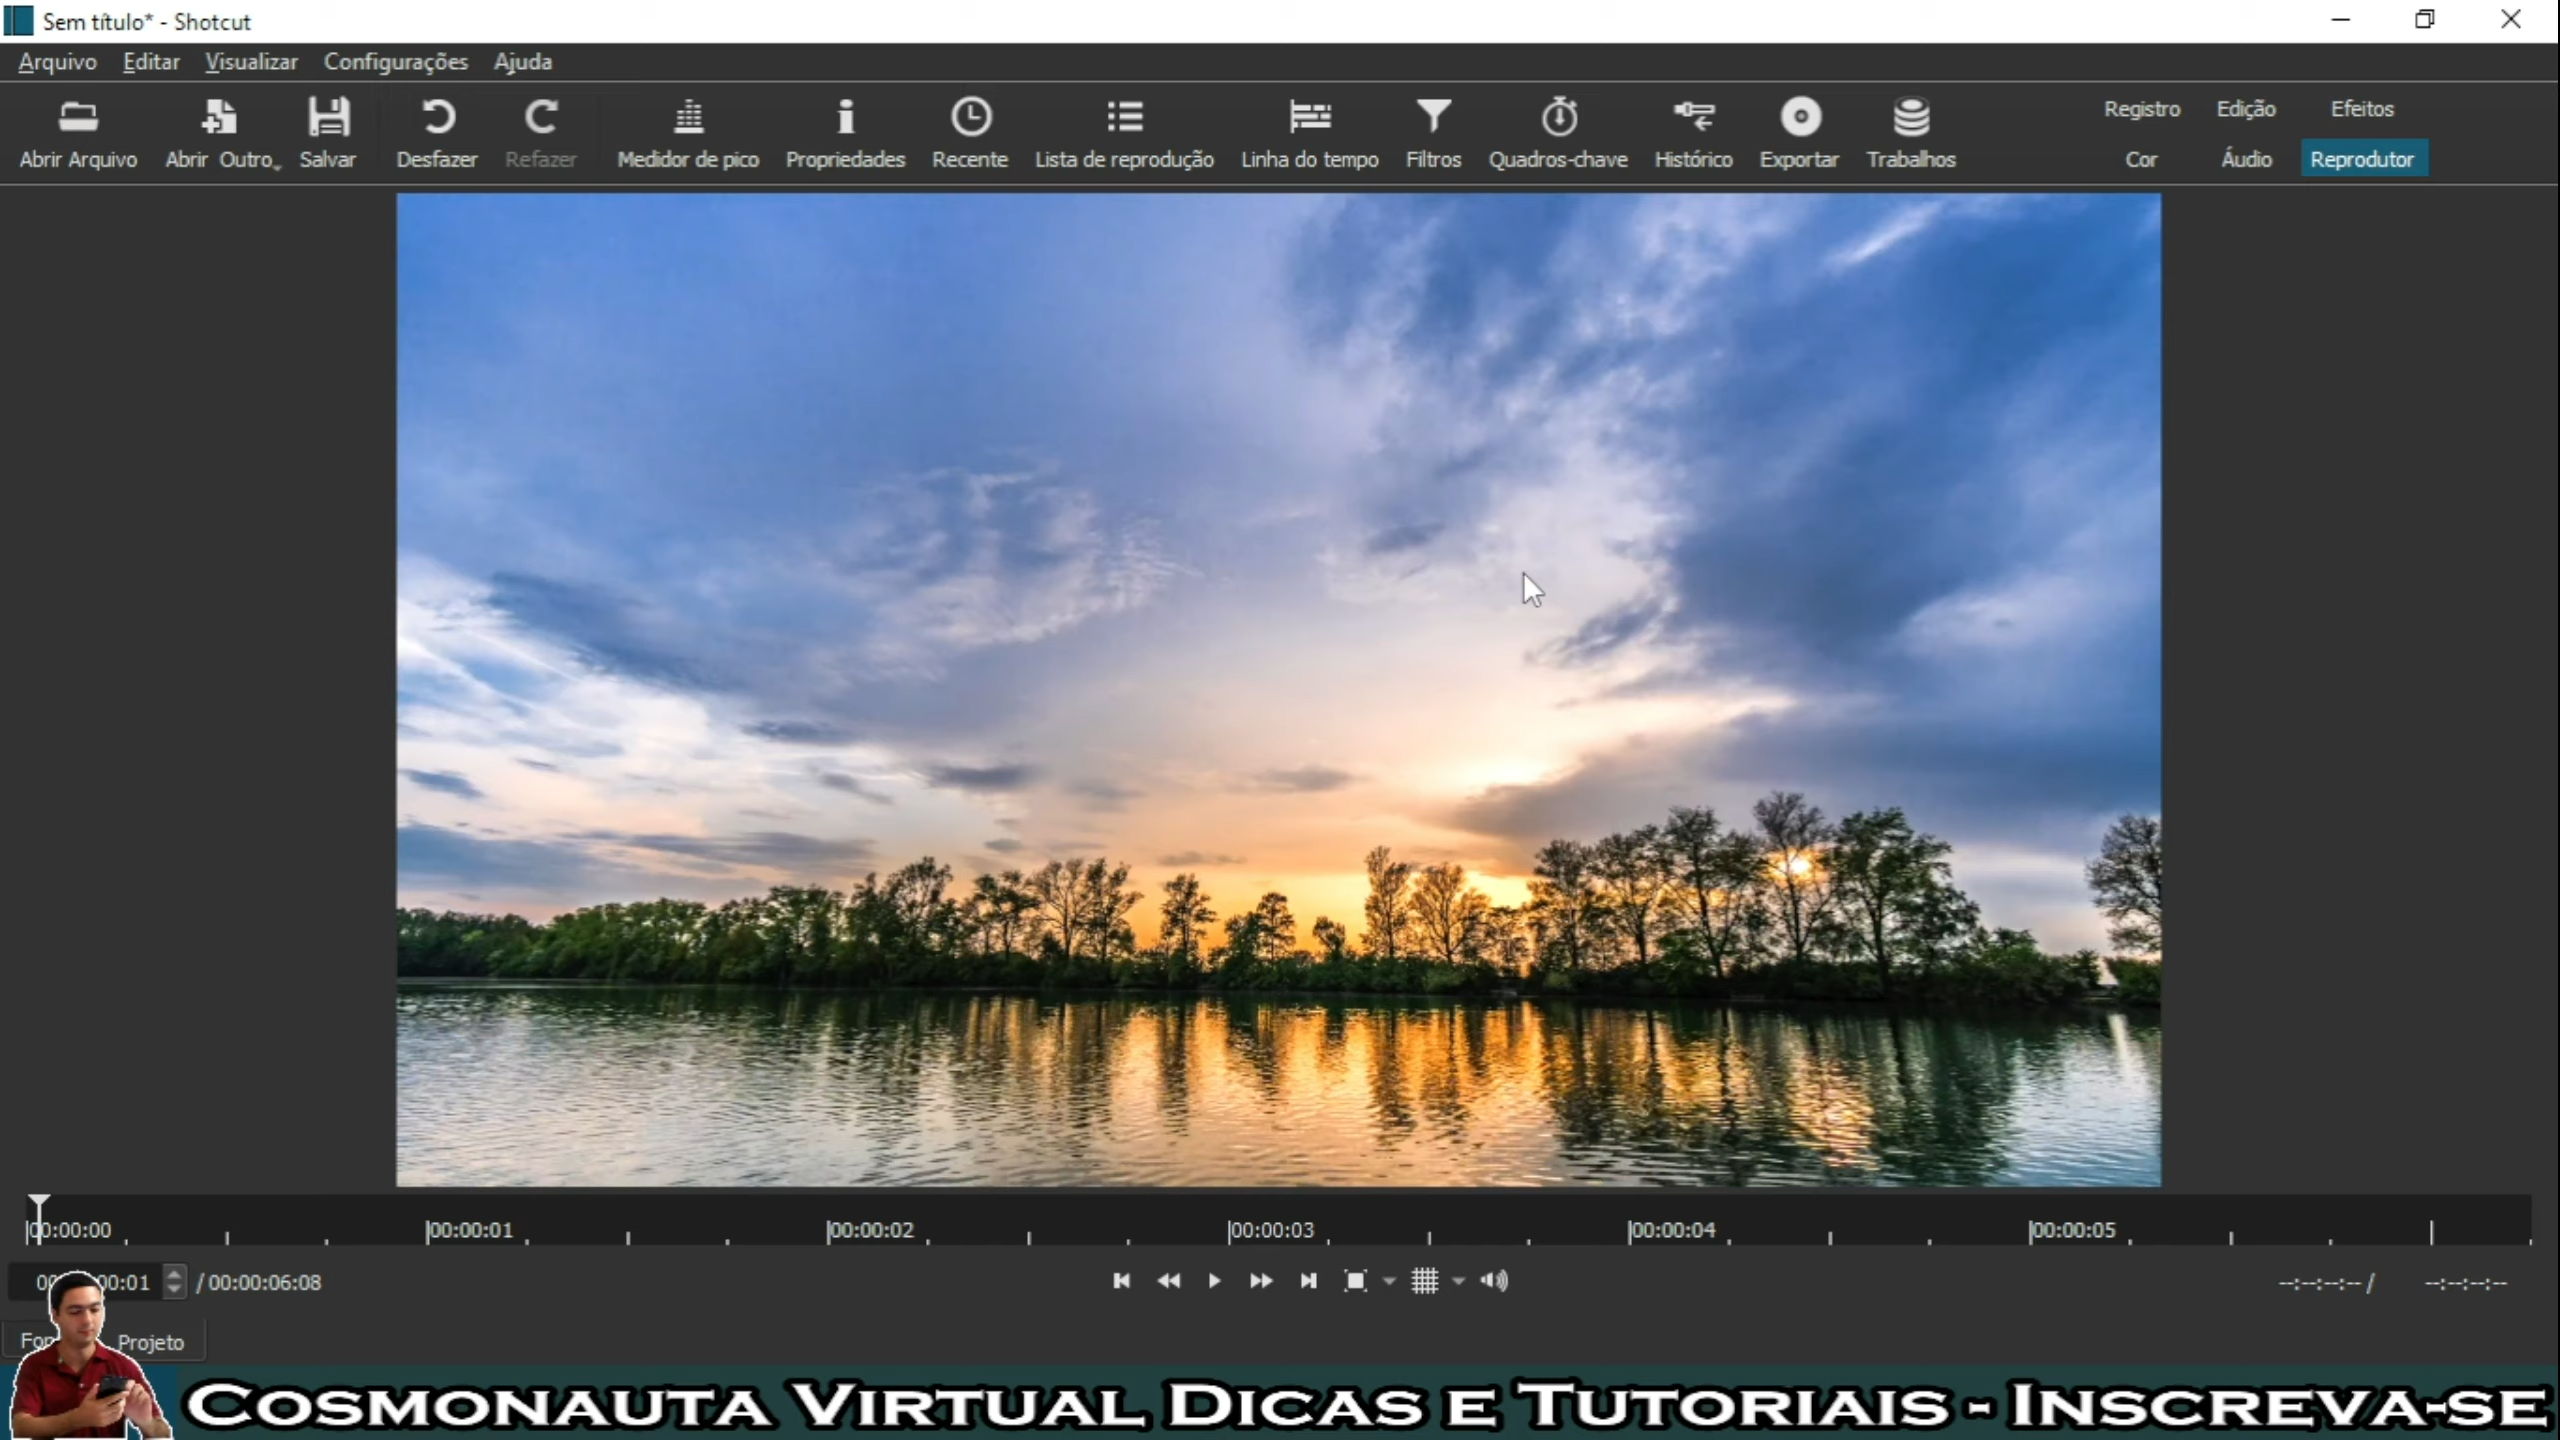 Sem título* - Shotcut
Arquivo Editar Visualizar Configurações Ajuda
Registro Edição Efeitos
Abrir Arquivo Abrir Outro Salvar Desfazer Refazer Medidor de pico Propriedades Recente Lista de reprodução Linha do tempo Filtros Quadros-chave Histórico Exportar Trabalhos Cor Áudio Reprodutor
00:00:00 00:00:01 00:00:02 00:00:03 00:00:04 00:00:05
00:01 / 00:00:06:08 --:--:--:-- / --:--:--:--
Projeto
Cosmonauta Virtual Dicas e Tutoriais - Inscreva-se